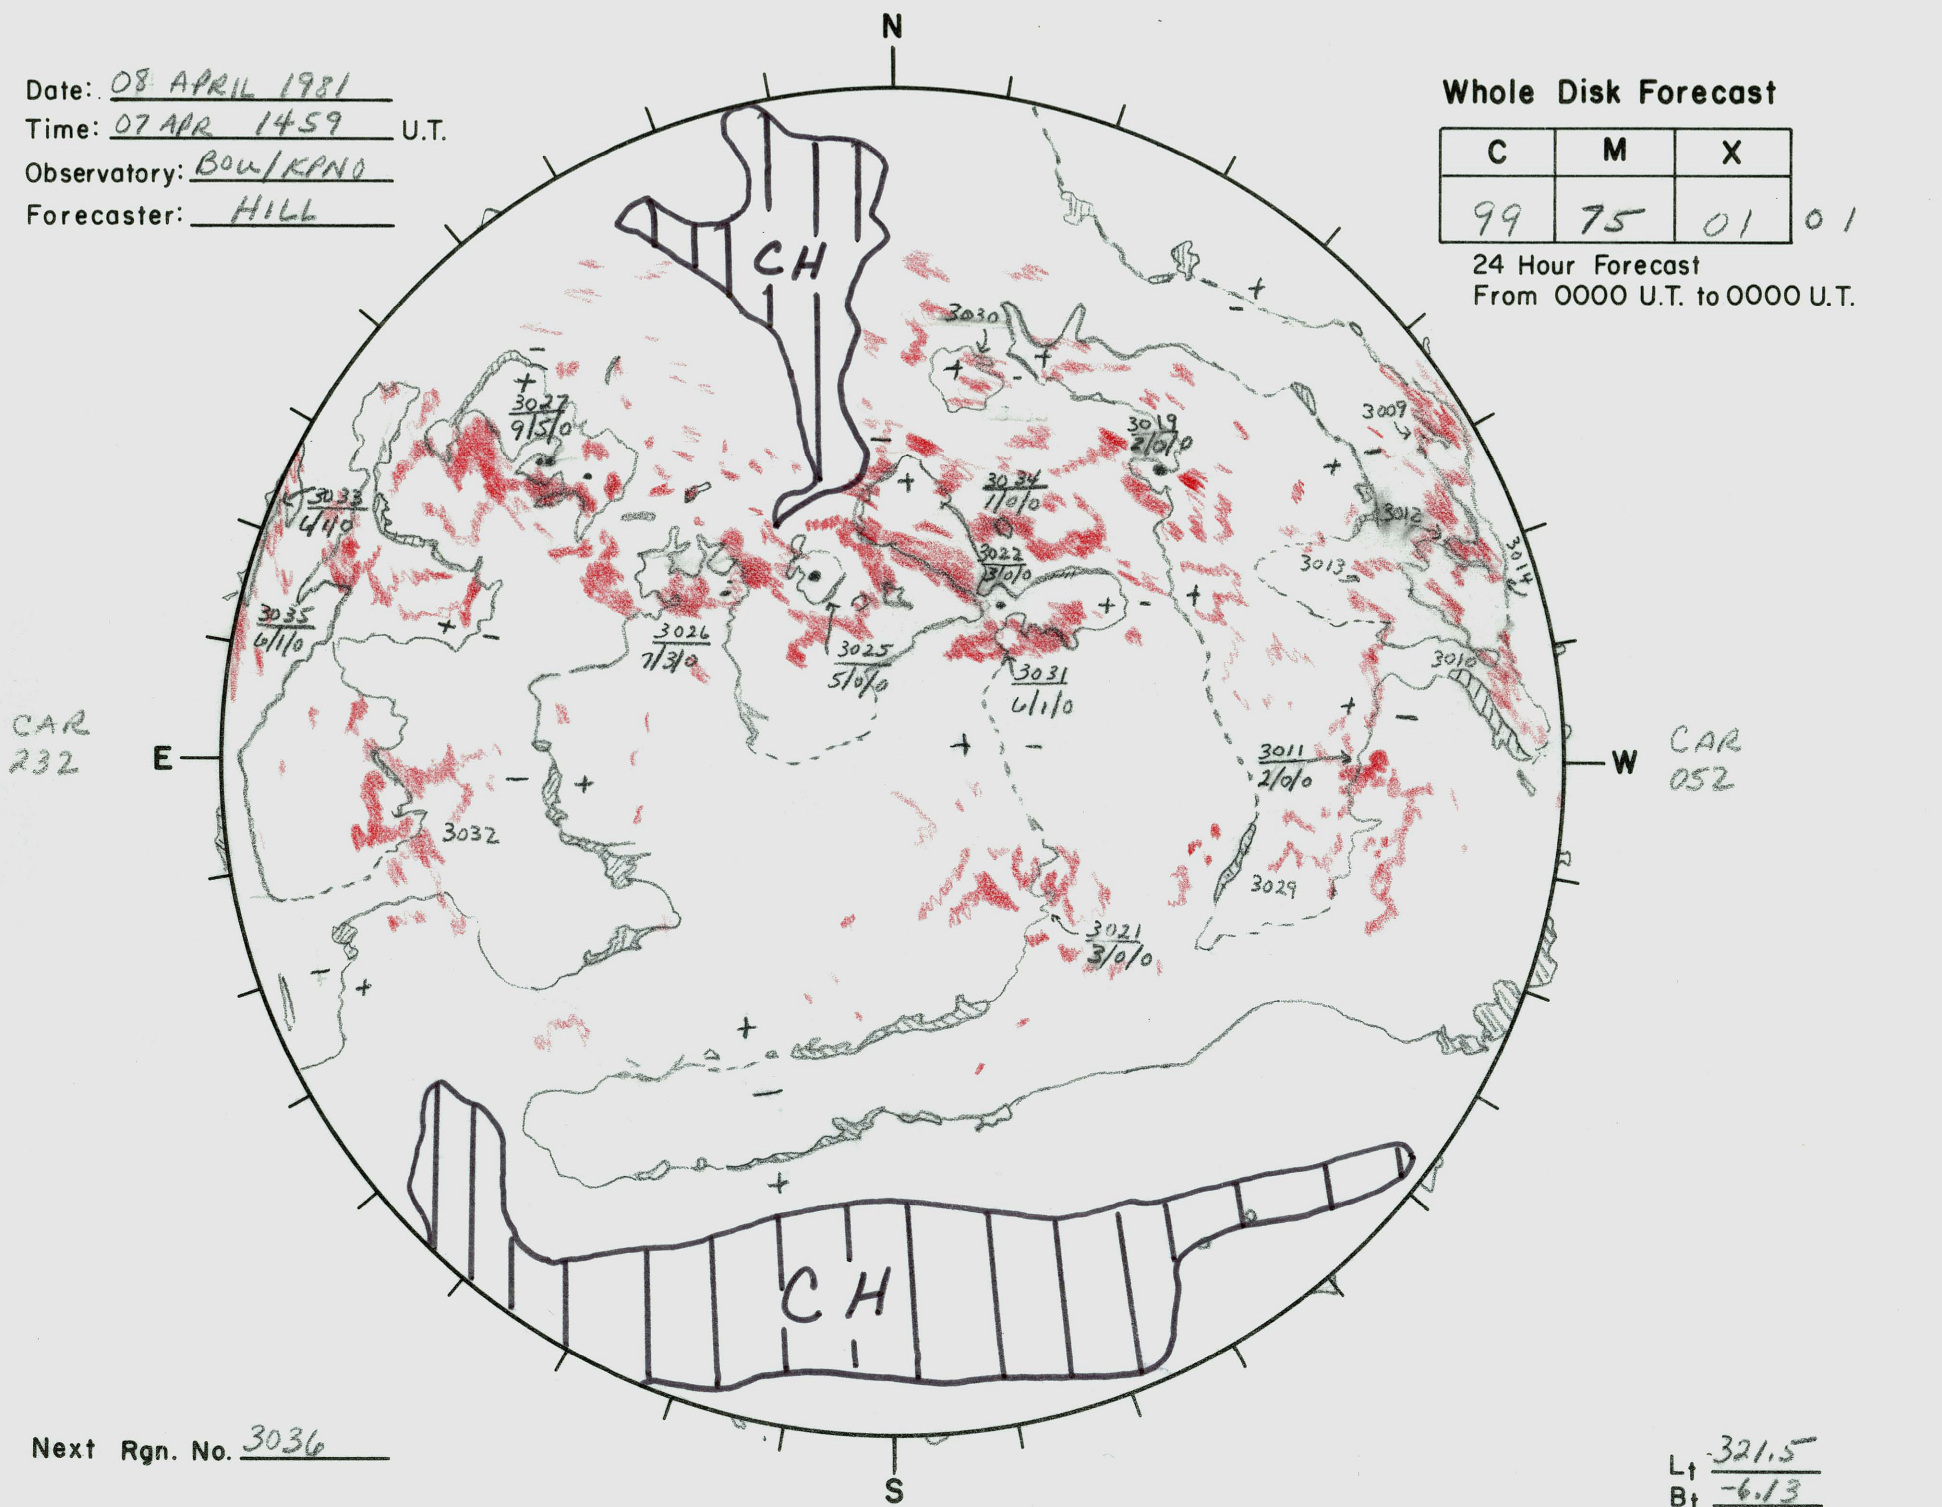 N
Date: 08 APRIL 1981
Time: 07 APR 1459 U.T.
Observatory: BOU/KPNO
Forecaster: HILL
Whole Disk Forecast
C M X
99 75 01 01
24 Hour Forecast
From 0000 U.T. to 0000 U.T.
CH
+
-
3030
+
+
-
-
+
3027
9/5/0
3009
3019
2/0/0
-
-
+
+
3034
1/0/0
3033
6/1/0
3012
3022
3/0/0
3014
3013
+
-
+
3035
6/1/0
+
-
3026
7/3/0
3025
5/0/0
3031
6/1/0
3010
+
-
CAR
232
E
+
-
3011
2/0/0
W
CAR
052
-
+
3032
3029
3021
3/0/0
-
+
+
-
+
CH
Next Rgn. No. 3036
S
Lt 321.5
Bt -6.13